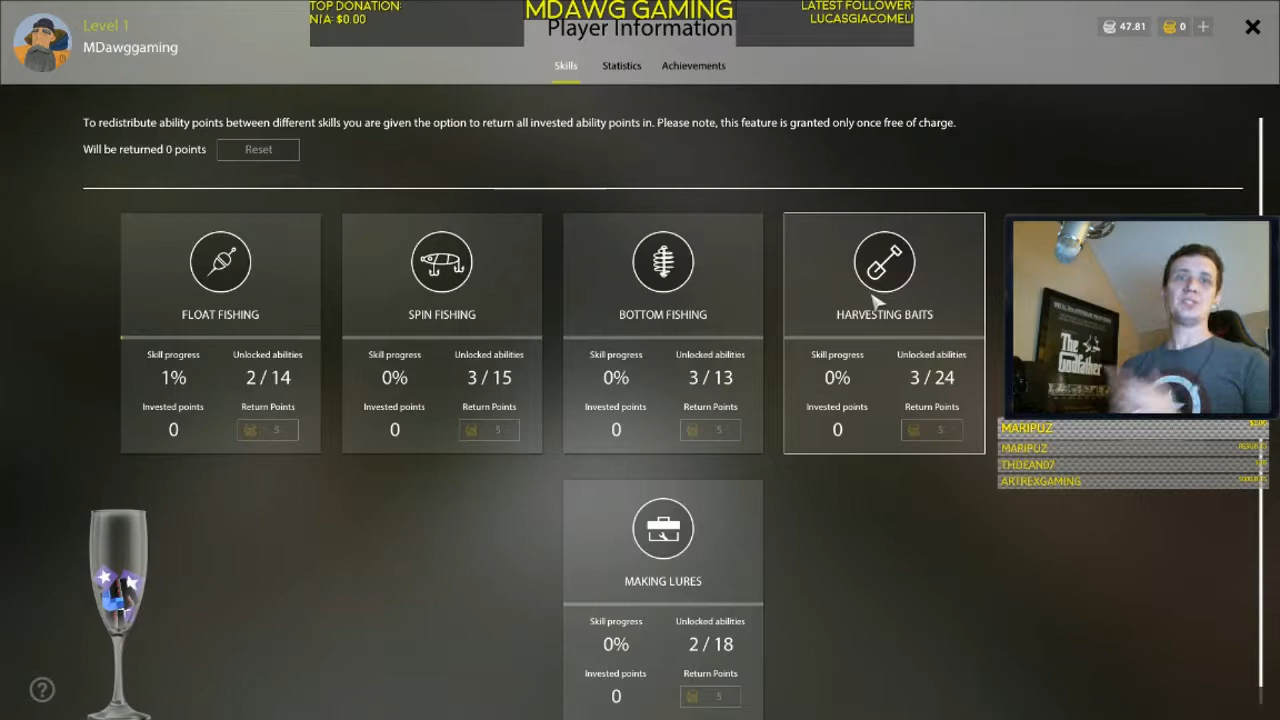 TOP DONATION:
N/A: $0.00
MDAWG GAMING
LATEST FOLLOWER:
LUCASGIACOMELI
Level 1
MDawggaming
Player Information
47.81
0
Skills
Statistics
Achievements
To redistribute ability points between different skills you are given the option to return all invested ability points in. Please note, this feature is granted only once free of charge.
Will be returned 0 points
Reset
FLOAT FISHING
SPIN FISHING
BOTTOM FISHING
HARVESTING BAITS
Skill progress Unlocked abilities
1% 2 / 14
Invested points Return Points
0 5
Skill progress Unlocked abilities
0% 3 / 15
Invested points Return Points
0 5
Skill progress Unlocked abilities
0% 3 / 13
Invested points Return Points
0 5
Skill progress Unlocked abilities
0% 3 / 24
Invested points Return Points
0 5
The
Godfather
MARIPUZ
MARIPUZ
THDEAN07
ARTREXGAMING
MAKING LURES
Skill progress Unlocked abilities
0% 2 / 18
Invested points Return Points
0 5
?